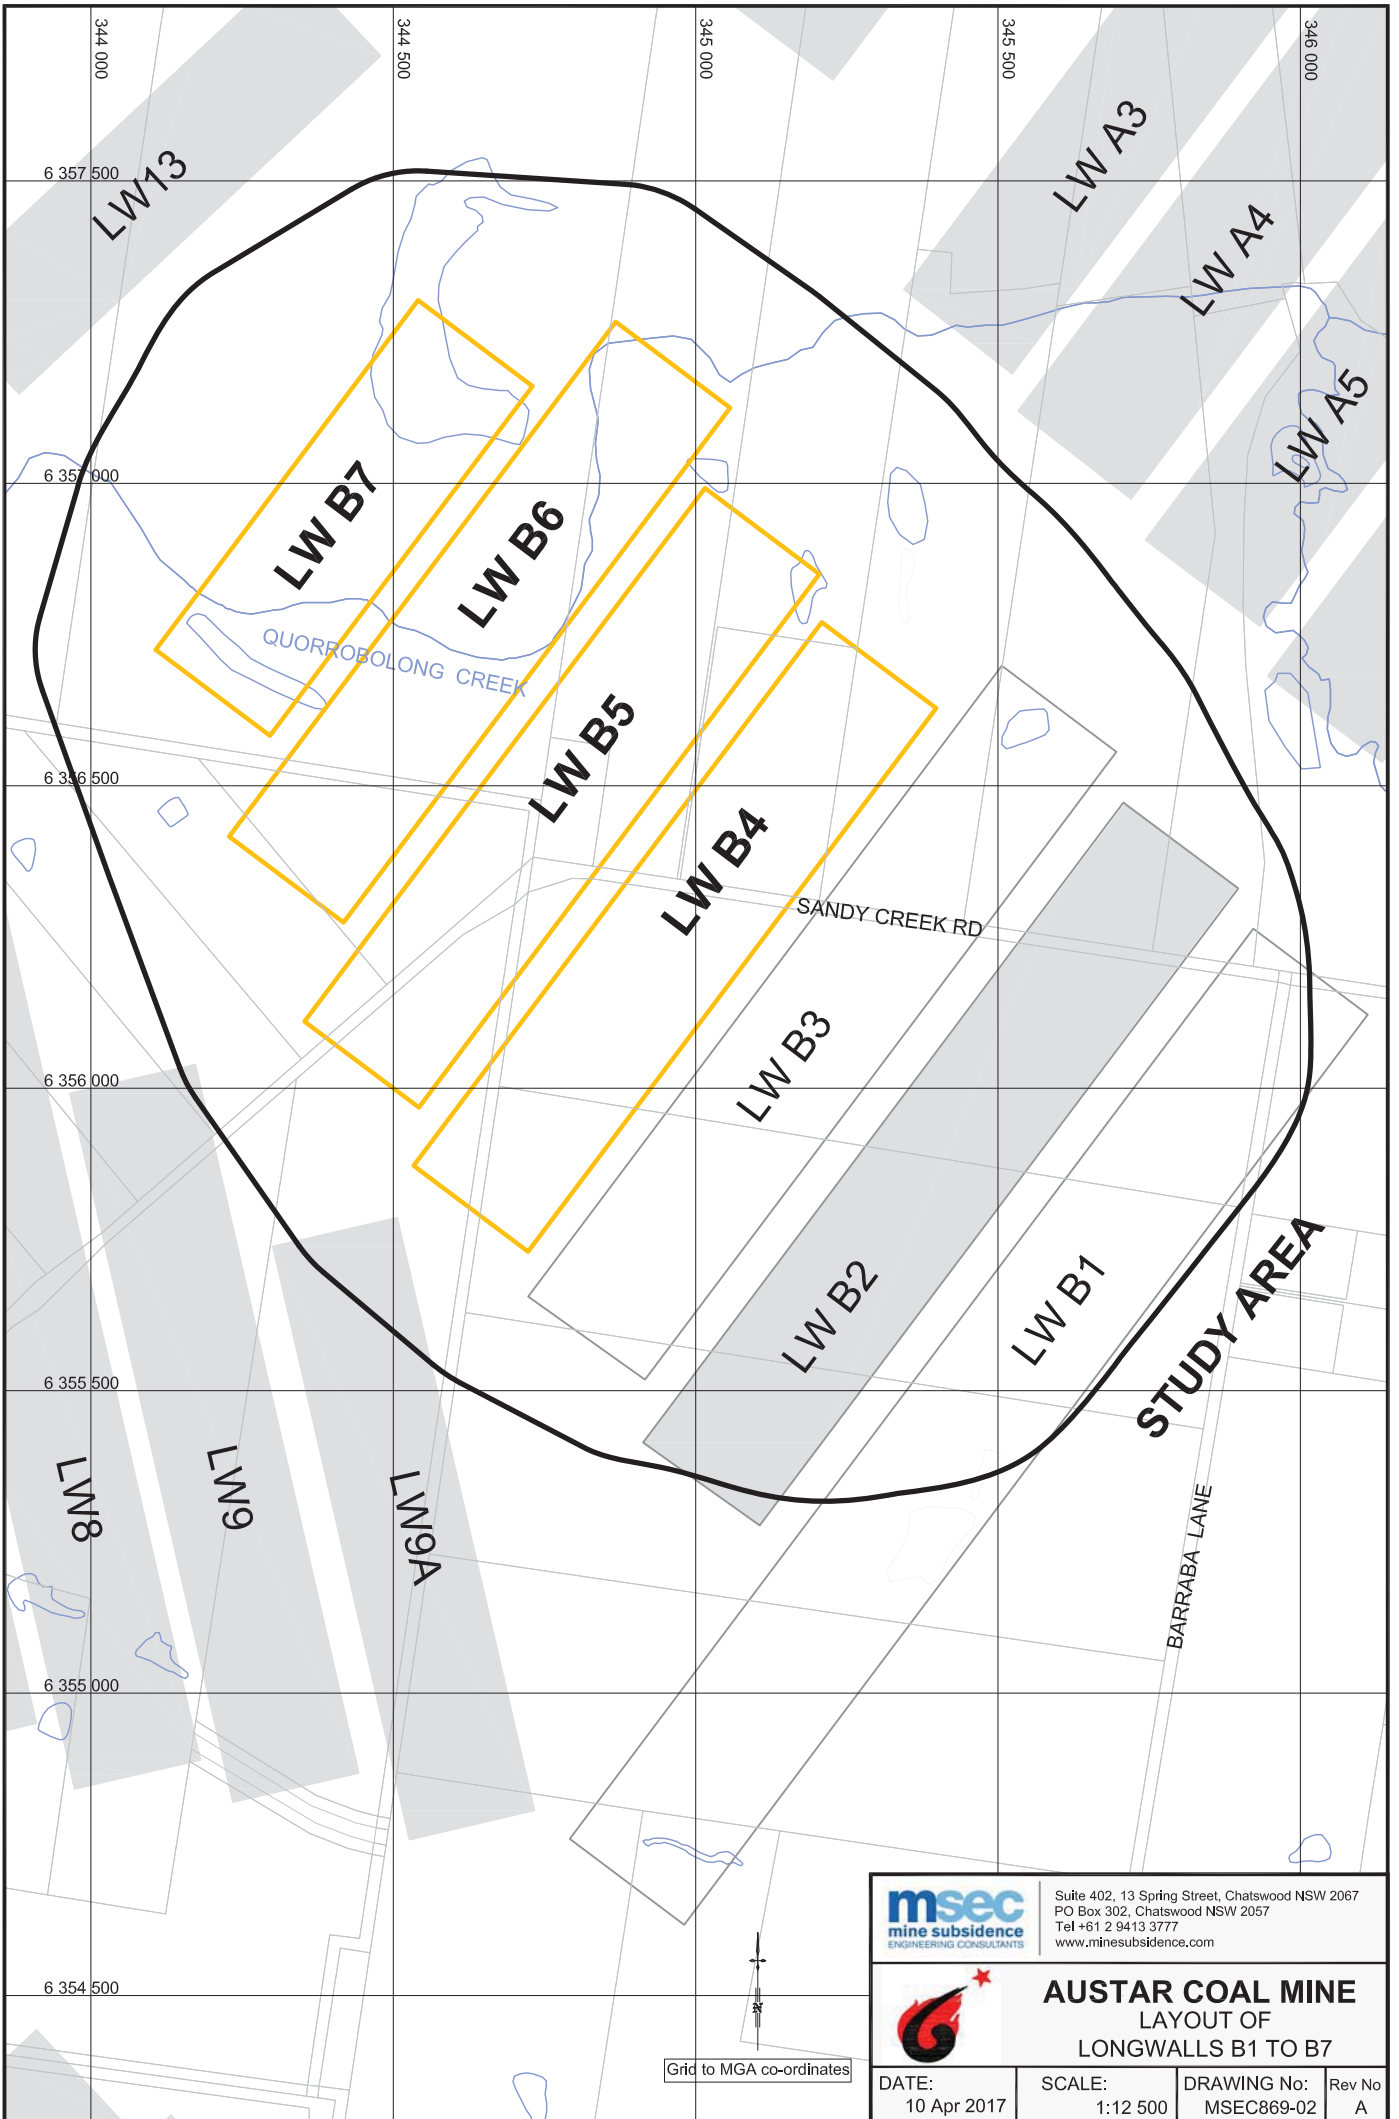 344 000
344 500
345 000
345 500
346 000
6 357 500
6 357 000
6 356 500
6 356 000
6 355 500
6 355 000
6 354 500
LW13
LW A3
LW A4
LW A5
LW B7
LW B6
QUORROBOLONG CREEK
LW B5
LW B4
SANDY CREEK RD
LW B3
LW B2
LW B1
STUDY AREA
LW8
LW9
LW9A
BARRABA LANE
N
Grid to MGA co-ordinates
msec
mine subsidence
ENGINEERING CONSULTANTS
Suite 402, 13 Spring Street, Chatswood NSW 2067
PO Box 302, Chatswood NSW 2057
Tel +61 2 9413 3777
www.minesubsidence.com
AUSTAR COAL MINE
LAYOUT OF
LONGWALLS B1 TO B7
DATE:
10 Apr 2017
SCALE:
1:12 500
DRAWING No:
MSEC869-02
Rev No
A